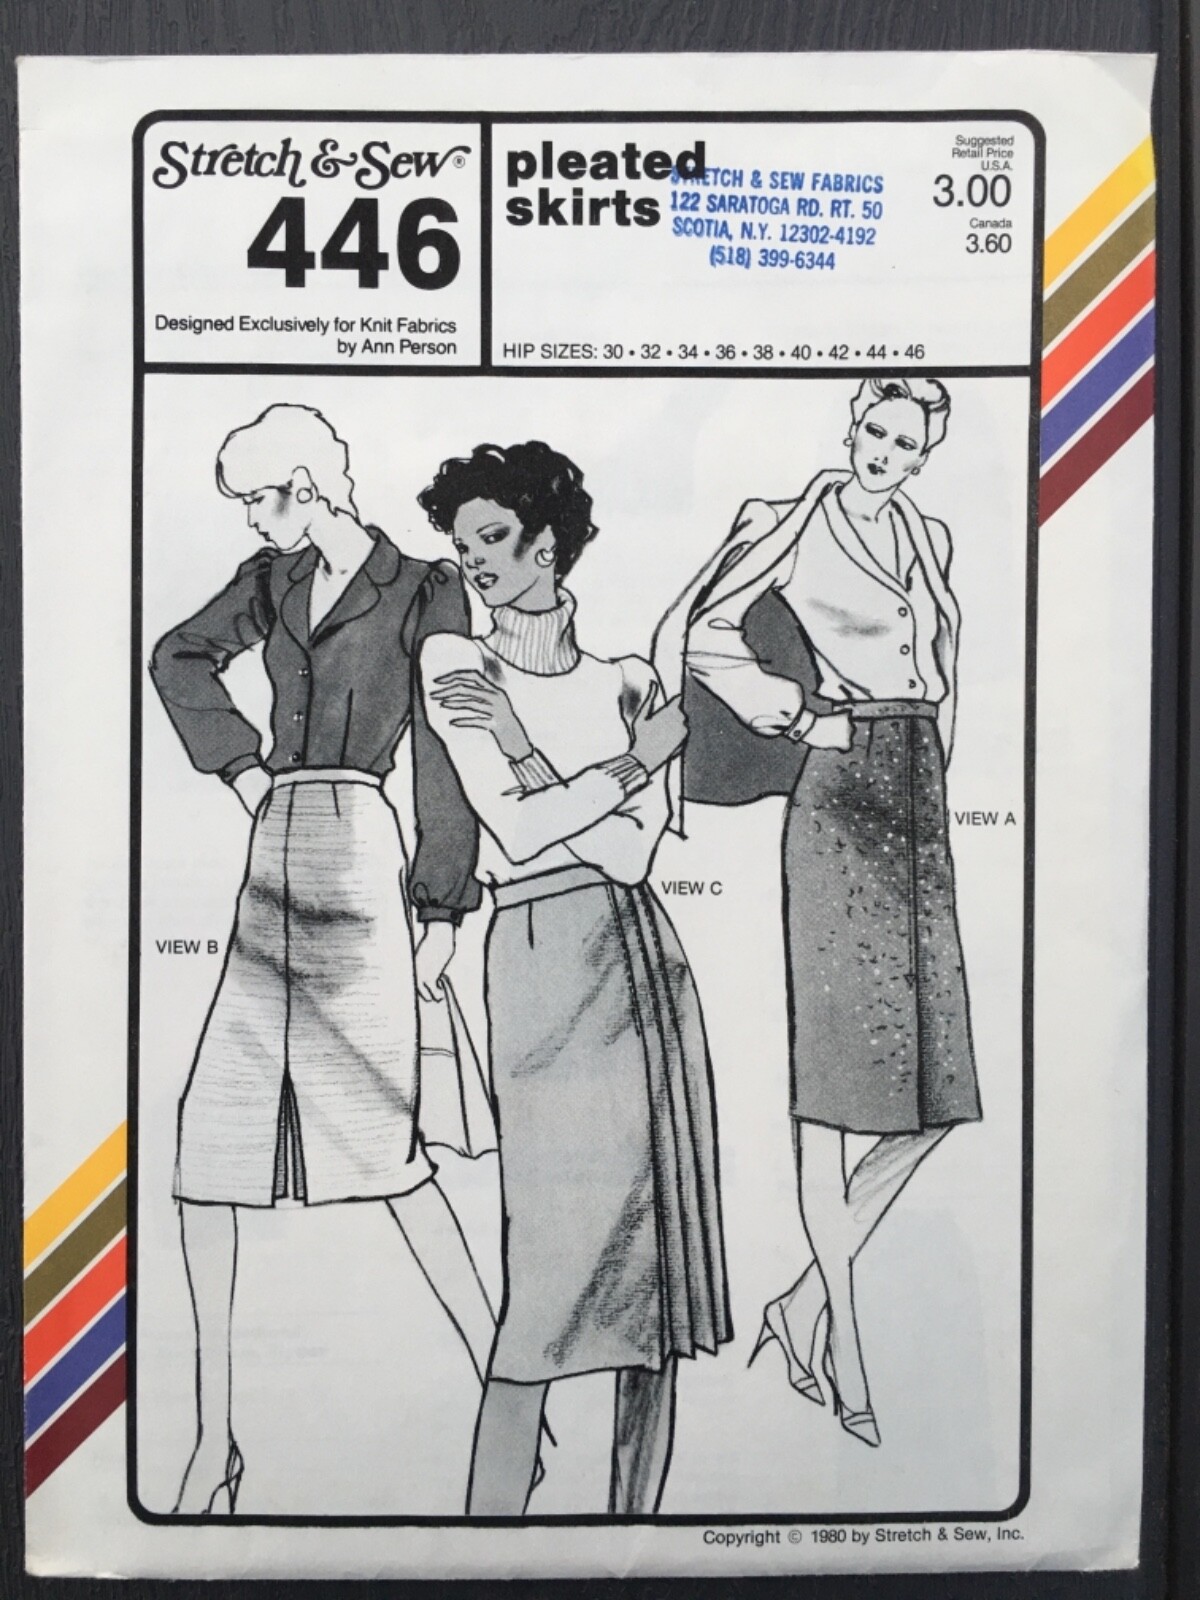 Stretch & Sew®
446
Designed Exclusively for Knit Fabrics
by Ann Person
pleated
skirts
STRETCH & SEW FABRICS
122 SARATOGA RD. RT. 50
SCOTIA, N.Y. 12302-4192
(518) 399-6344
Suggested
Retail Price
U.S.A.
3.00
Canada
3.60
HIP SIZES: 30 • 32 • 34 • 36 • 38 • 40 • 42 • 44 • 46
VIEW A
VIEW C
VIEW B
Copyright © 1980 by Stretch & Sew, Inc.